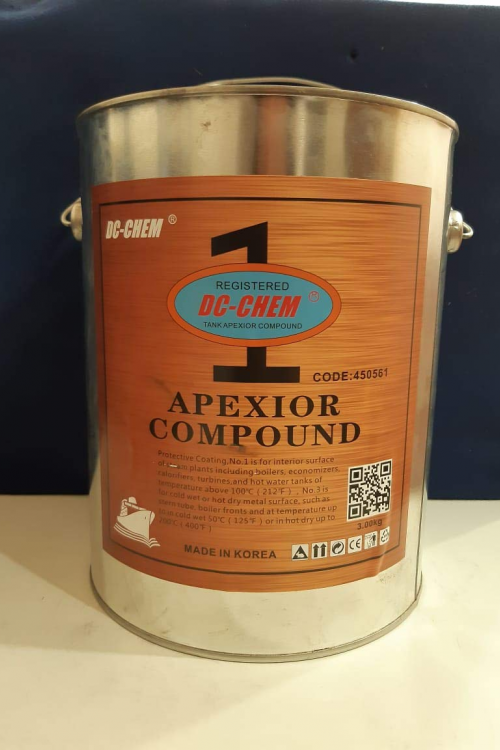 DC-CHEM ®
1
REGISTERED
DC-CHEM ®
TANK APEXIOR COMPOUND
CODE:450561
APEXIOR
COMPOUND
Protective Coating,No.1 is for interior surface
of plants including boilers, economizers,
calorifiers, turbines,and hot water tanks of
temperature above 100℃ ( 212℉ ) , No.3 is
for cold wet or hot dry metal surface, such as
tube, boiler fronts and at temperature up
cold wet 50℃ ( 125℉ ) or in hot dry up to
200℃ ( 400℉ )
3.00kg
MADE IN KOREA
CE